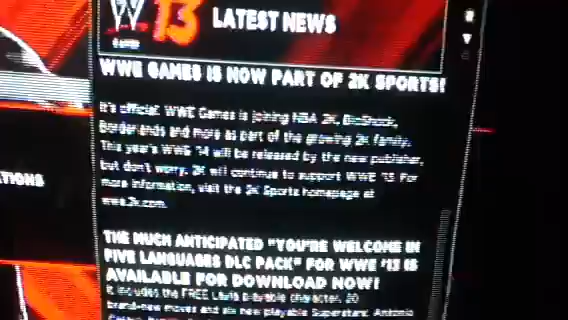 13 LATEST NEWS
GAMES
WWE GAMES IS NOW PART OF 2K SPORTS!
It's official: WWE Games is joining NBA 2K, BioShock,
Borderlands and more as part of the growing 2K family.
This year's WWE '14 will be released by the new publisher,
but don't worry, 2K will continue to support WWE '13. For
more information, visit the 2K Sports homepage at
www.2k.com.
TIONS
THE MUCH ANTICIPATED "YOU'RE WELCOME IN
FIVE LANGUAGES DLC PACK" FOR WWE '13 IS
AVAILABLE FOR DOWNLOAD NOW!
It includes the FREE playable character, 20
brand-new moves and six new playable Superstars: Antonio